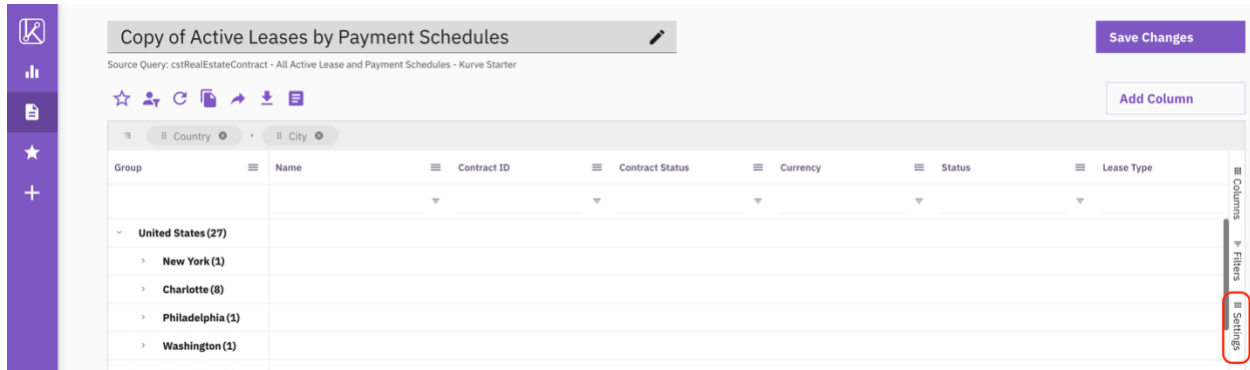 Copy of Active Leases by Payment Schedules
Save Changes
Source Query: cstRealEstateContract - All Active Lease and Payment Schedules - Kurve Starter
Add Column
Country
City
Group Name Contract ID Contract Status Currency Status Lease Type
Columns
Filters
Settings
United States (27)
New York (1)
Charlotte (8)
Philadelphia (1)
Washington (1)